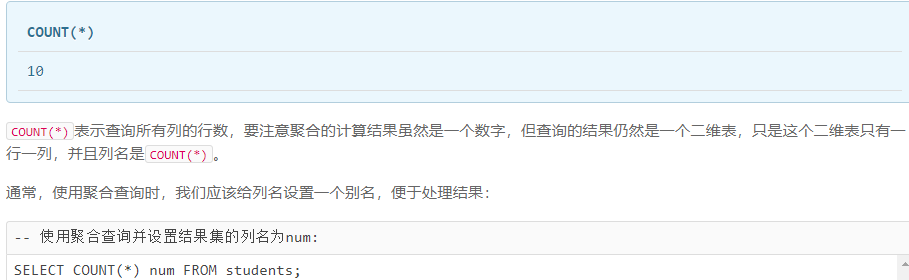 COUNT(*)
10
COUNT(*)表示查询所有列的行数，要注意聚合的计算结果虽然是一个数字，但查询的结果仍然是一个二维表，只是这个二维表只有一
行一列，并且列名是COUNT(*)。
通常，使用聚合查询时，我们应该给列名设置一个别名，便于处理结果：
-- 使用聚合查询并设置结果集的列名为num:
SELECT COUNT(*) num FROM students;